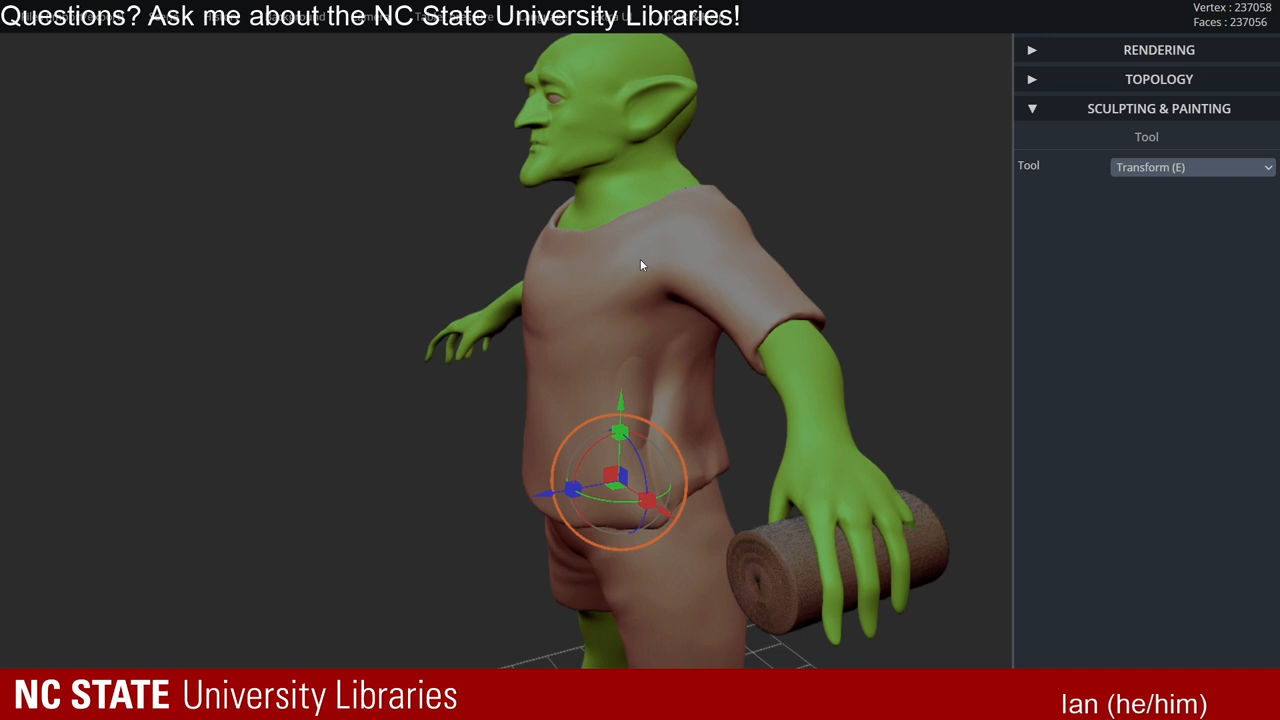 Questions? Ask me about the NC State University Libraries!
Vertex : 237058
Faces : 237056
RENDERING
TOPOLOGY
SCULPTING & PAINTING
Tool
Tool
Transform (E)
NC STATE University Libraries
Ian (he/him)